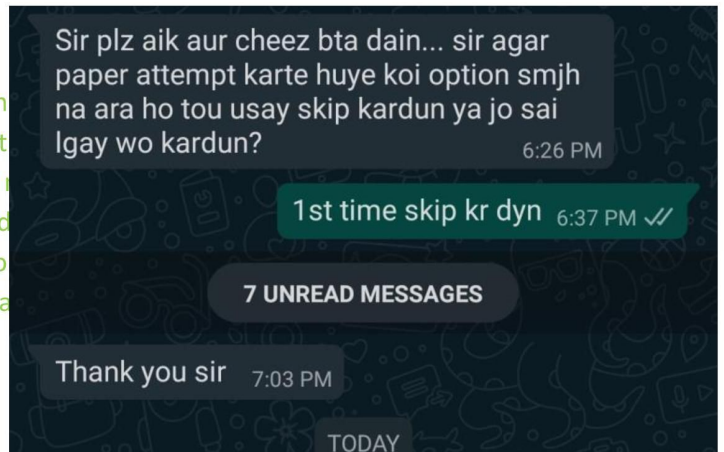 Sir plz aik aur cheez bta dain... sir agar
paper attempt karte huye koi option smjh
na ara ho tou usay skip kardun ya jo sai
lgay wo kardun?
6:26 PM
1st time skip kr dyn 6:37 PM
7 UNREAD MESSAGES
Thank you sir 7:03 PM
TODAY